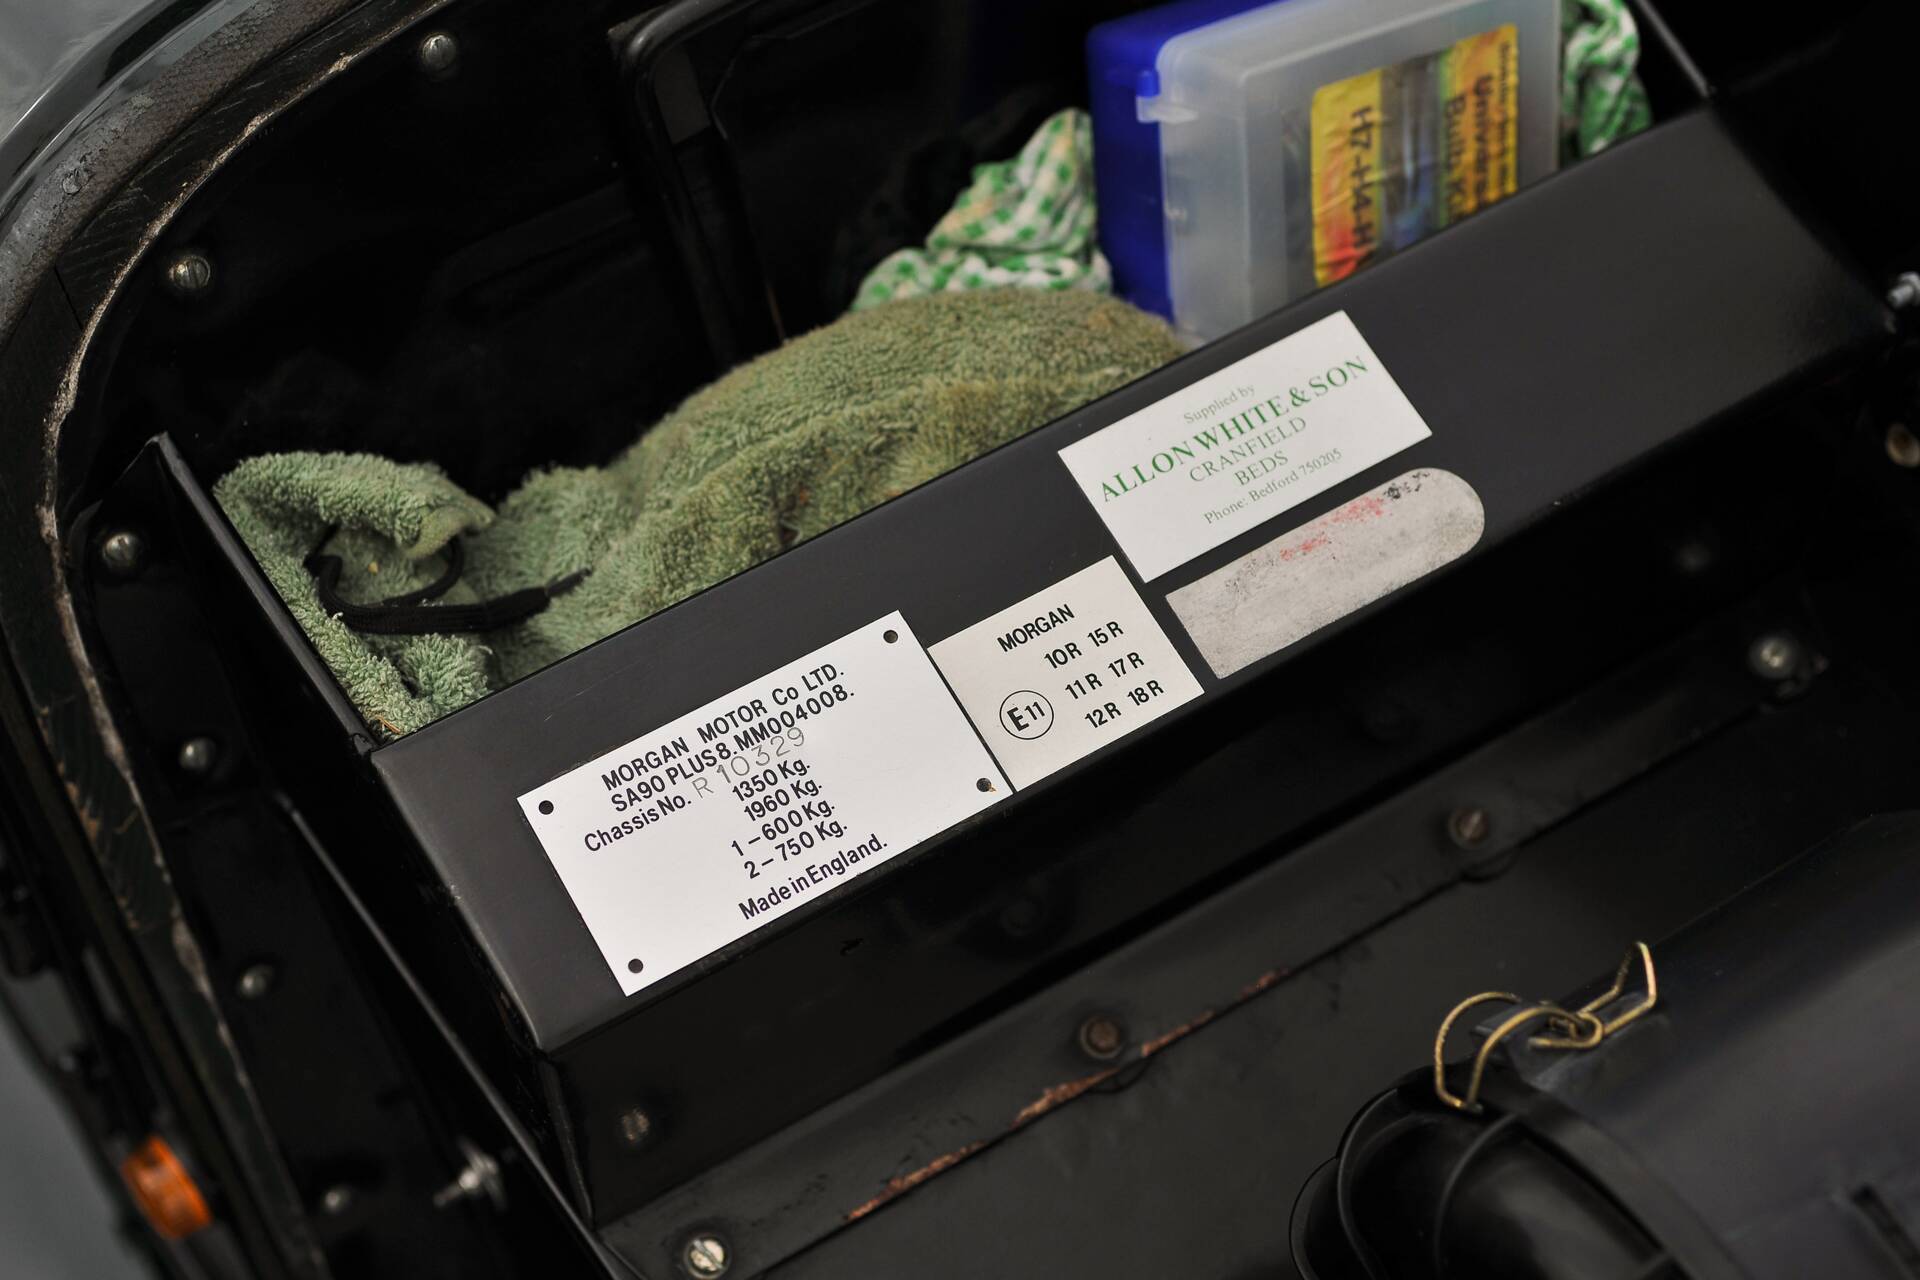 H7-H4-H
Bulb K
Supplied by
ALLON WHITE & SON
CRANFIELD
BEDS
Phone: Bedford 750205
MORGAN
10R 15R
11R 17R
12R 18R
E11
MORGAN MOTOR Co LTD.
SA90 PLUS 8. MM004008.
Chassis No. R10329
1350 Kg.
1960 Kg.
1-600 Kg.
2-750 Kg.
Made in England.